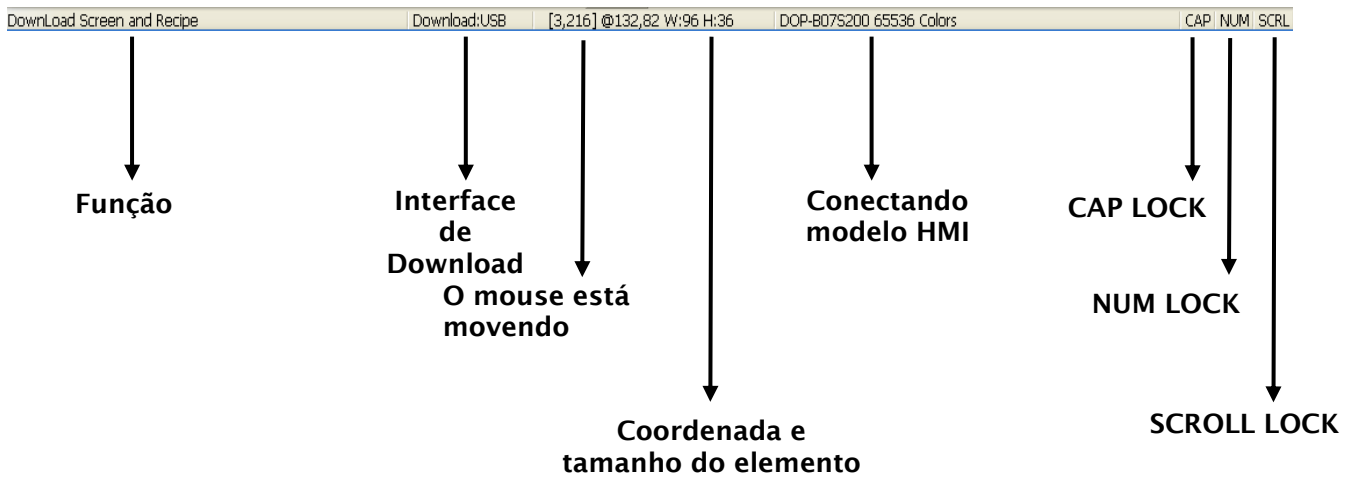 DownLoad Screen and Recipe
Download:USB
[3,216] @132,82 W:96 H:36
DOP-B07S200 65536 Colors
CAP
NUM
SCRL
Função
Interface
de
Download
O mouse está
movendo
Coordenada e
tamanho do elemento
Conectando
modelo HMI
CAP LOCK
NUM LOCK
SCROLL LOCK